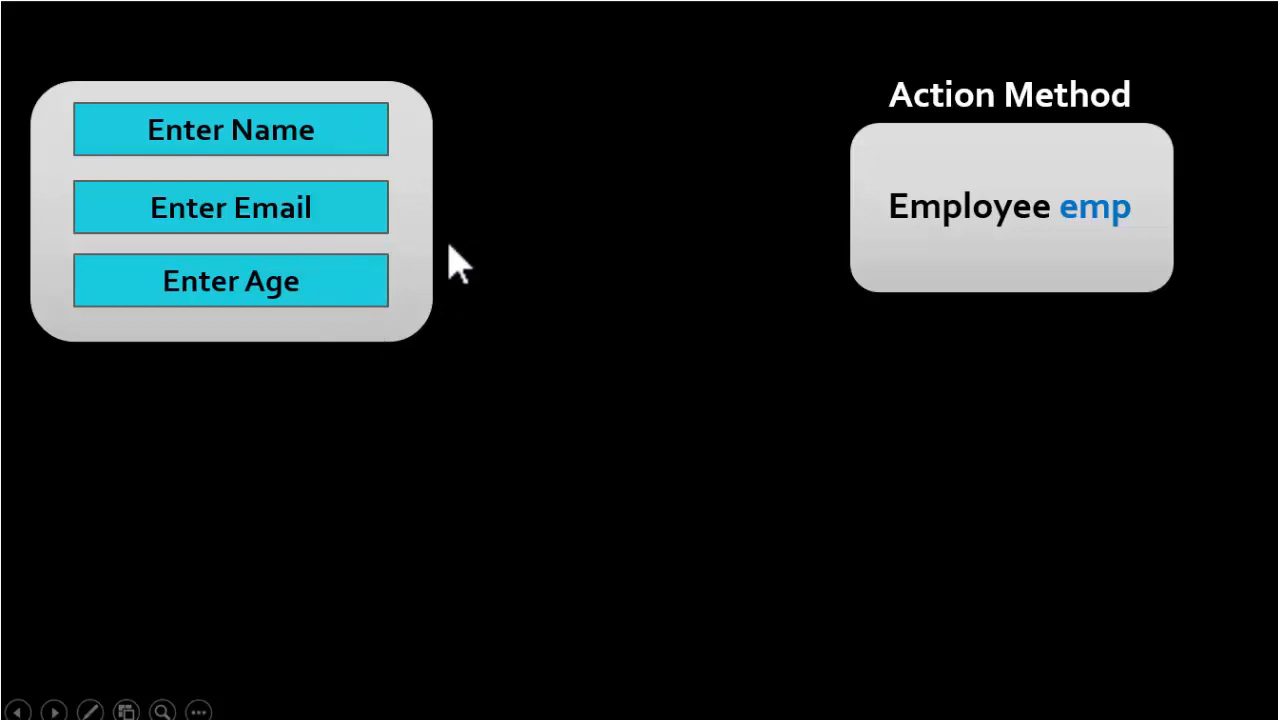 Enter Name
Enter Email
Enter Age
Action Method
Employee emp